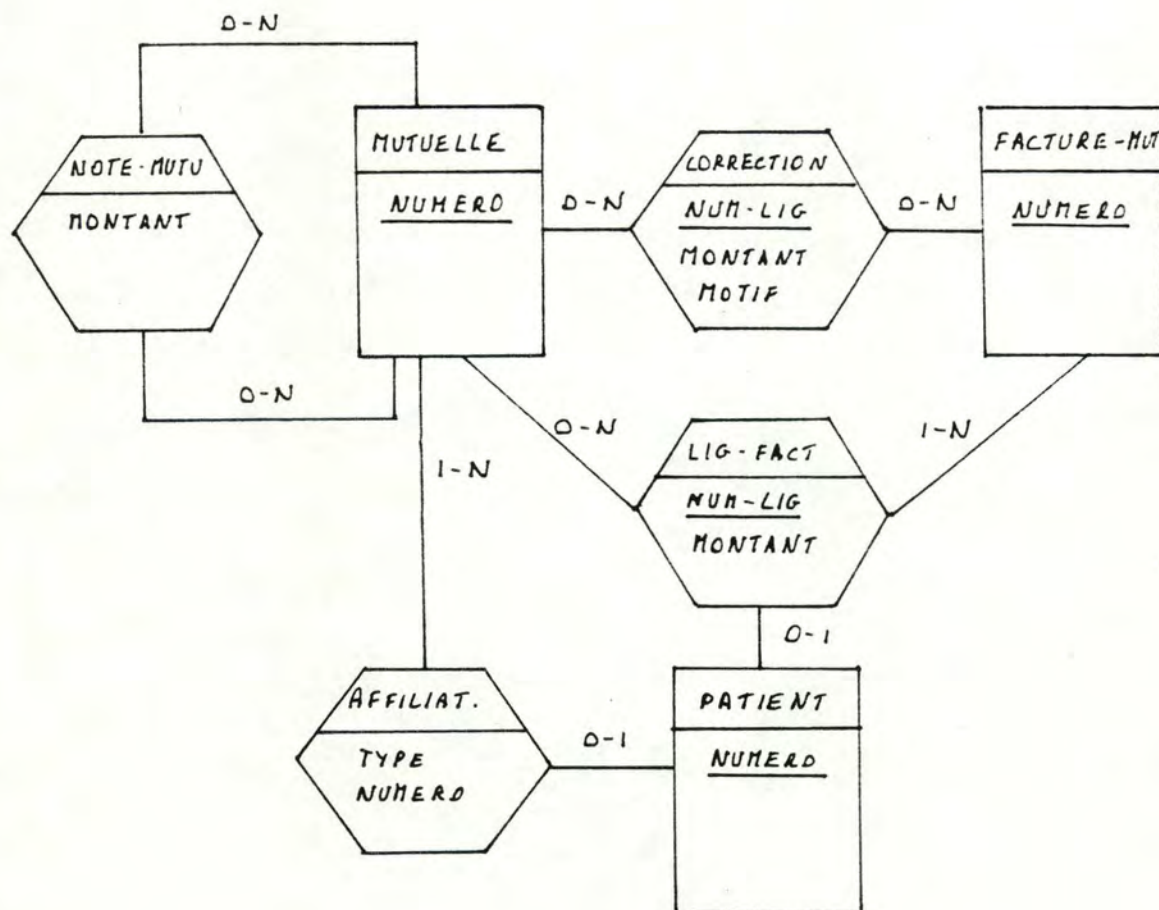 0-N
NOTE-MUTU
MONTANT
0-N
MUTUELLE
NUMERO
0-N
CORRECTION
NUM-LIG
MONTANT
MOTIF
0-N
FACTURE-MUT
NUMERO
1-N
0-N
LIG-FACT
NUM-LIG
MONTANT
1-N
0-1
AFFILIAT.
TYPE
NUMERO
0-1
PATIENT
NUMERO